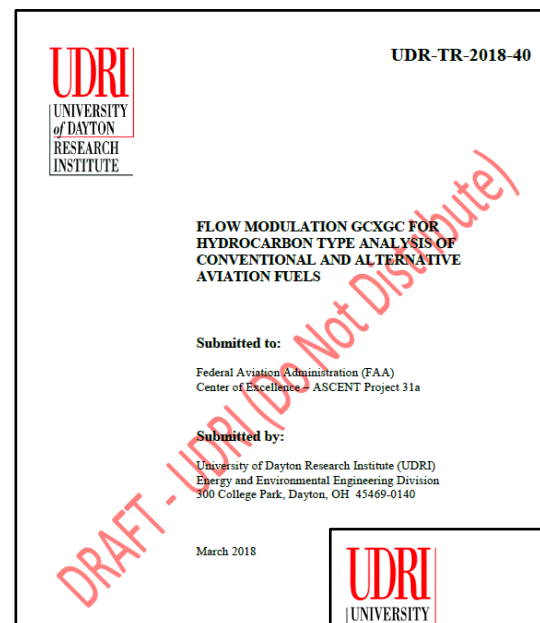 UDR-TR-2018-40
UDRI
UNIVERSITY
of DAYTON
RESEARCH
INSTITUTE
FLOW MODULATION GCXGC FOR
HYDROCARBON TYPE ANALYSIS OF
CONVENTIONAL AND ALTERNATIVE
AVIATION FUELS
Submitted to:
Federal Aviation Administration (FAA)
Center of Excellence – ASCENT Project 31a
Submitted by:
University of Dayton Research Institute (UDRI)
Energy and Environmental Engineering Division
300 College Park, Dayton, OH 45469-0140
March 2018
DRAFT - UDRI (Do Not Distribute)
UDRI
UNIVERSITY